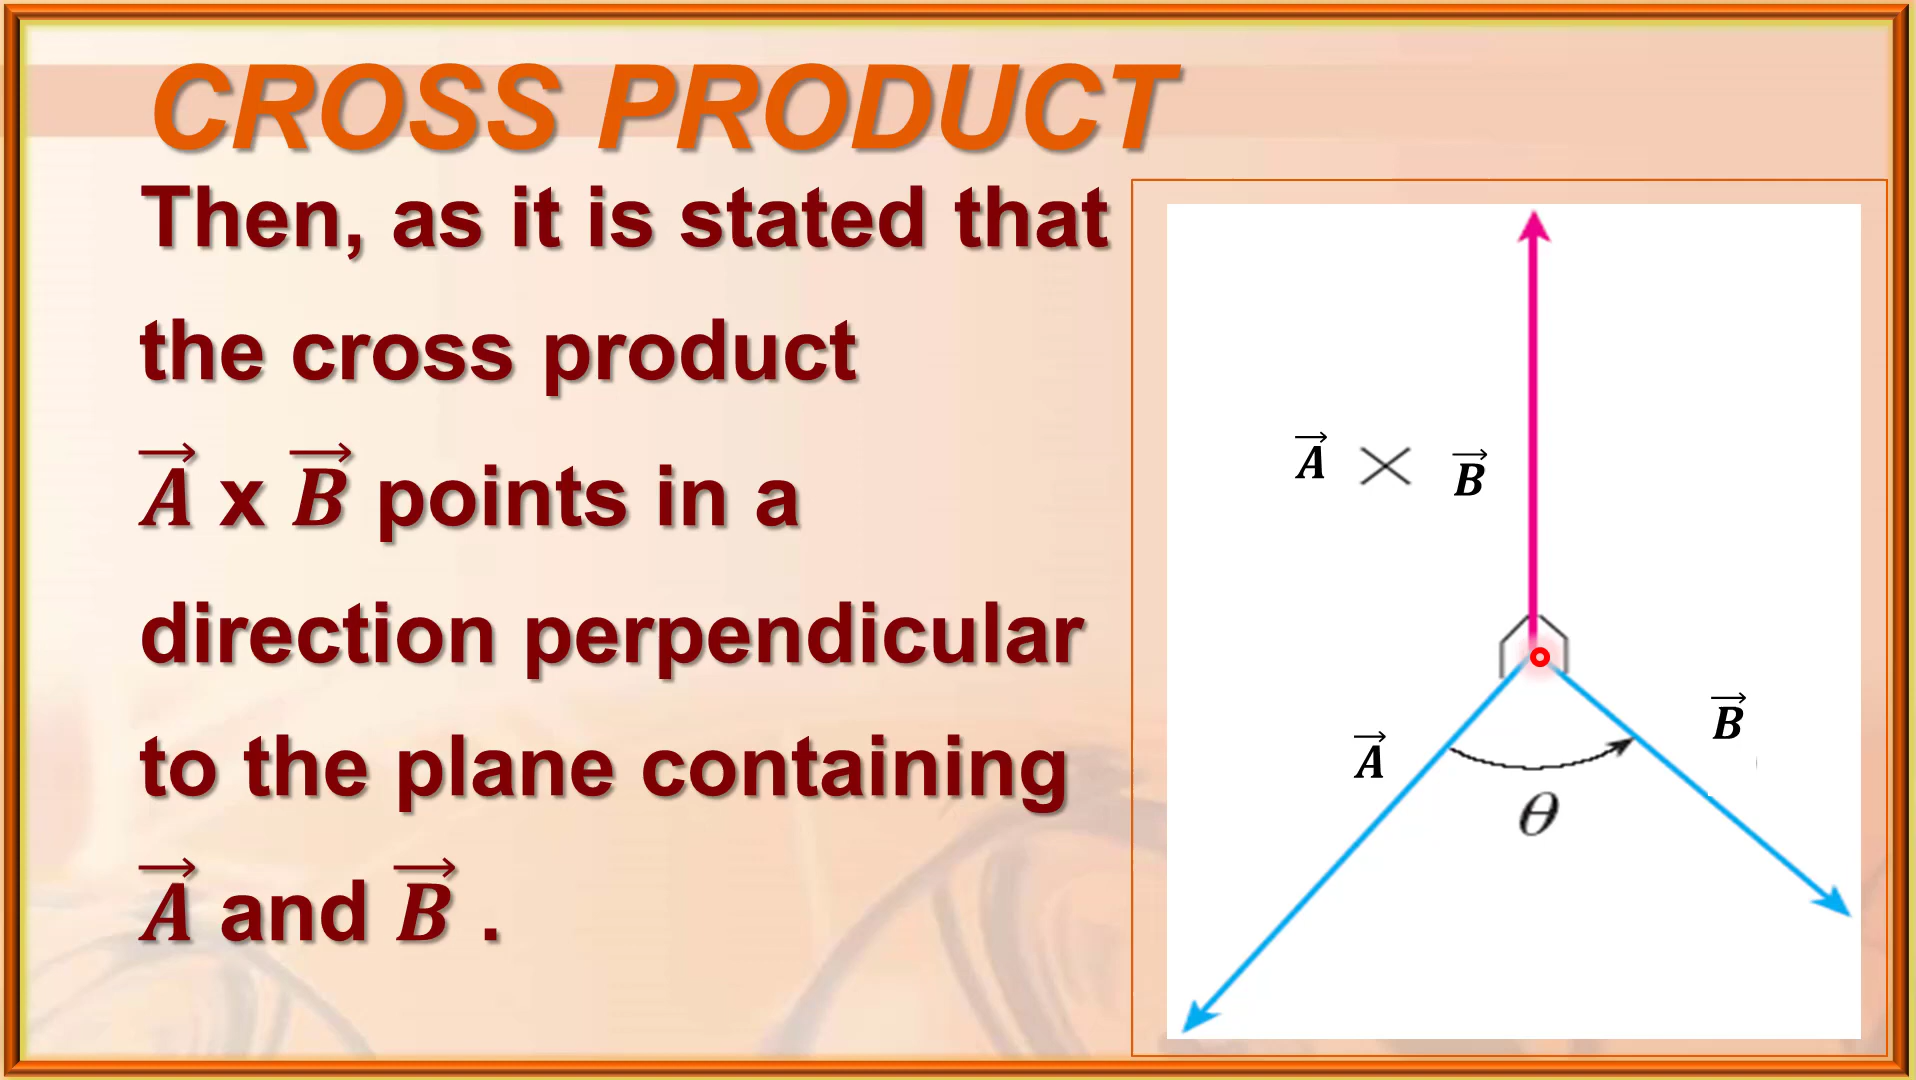 CROSS PRODUCT
Then, as it is stated that
the cross product
A⃗ x B⃗ points in a
direction perpendicular
to the plane containing
A⃗ and B⃗ .
A⃗ × B⃗
A⃗
B⃗
θ